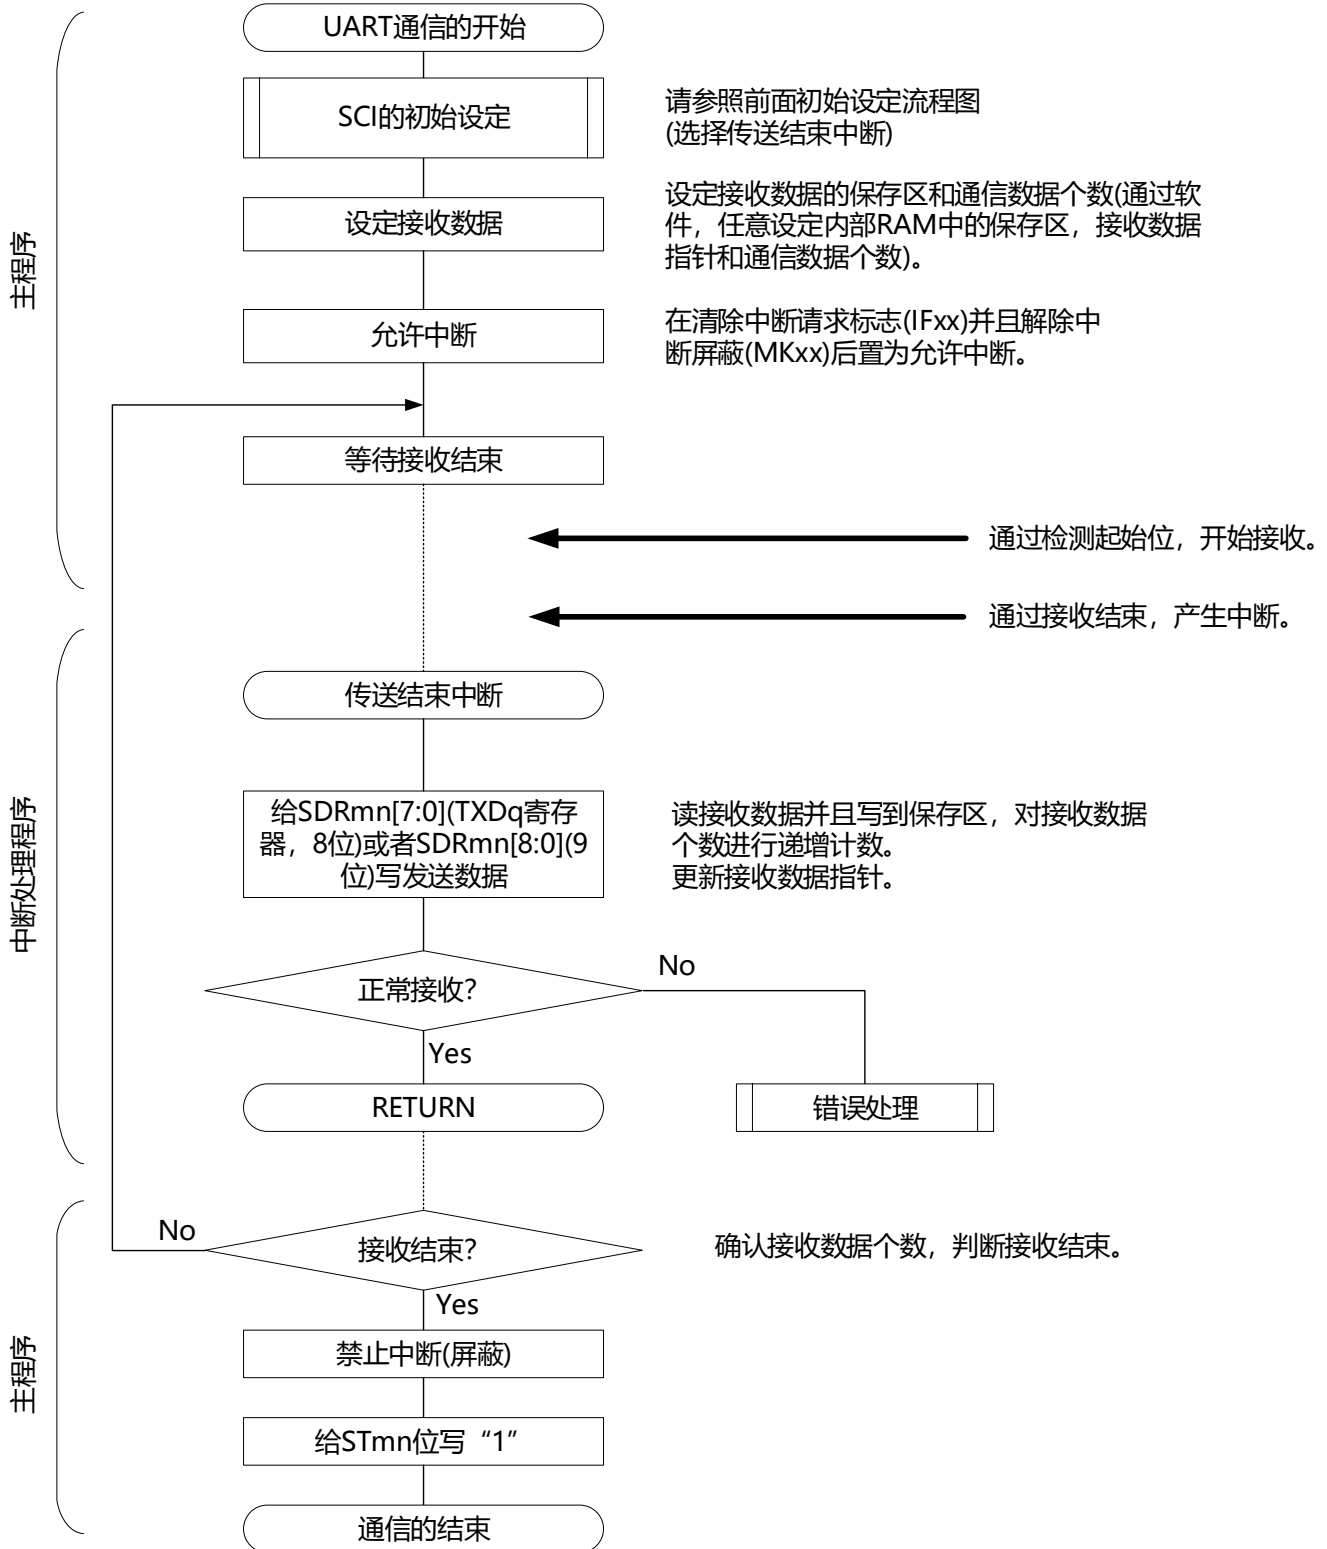 UART通信的开始
SCI的初始设定
请参照前面初始设定流程图
(选择传送结束中断)
设定接收数据
设定接收数据的保存区和通信数据个数(通过软
件，任意设定内部RAM中的保存区，接收数据
指针和通信数据个数)。
主程序
允许中断
在清除中断请求标志(IFxx)并且解除中
断屏蔽(MKxx)后置为允许中断。
等待接收结束
通过检测起始位，开始接收。
通过接收结束，产生中断。
传送结束中断
给SDRmn[7:0](TXDq寄存
器，8位)或者SDRmn[8:0](9
位)写发送数据
读接收数据并且写到保存区，对接收数据
个数进行递增计数。
更新接收数据指针。
中断处理程序
正常接收？
No
Yes
RETURN
错误处理
No
接收结束？
确认接收数据个数，判断接收结束。
Yes
主程序
禁止中断(屏蔽)
给STmn位写“1”
通信的结束